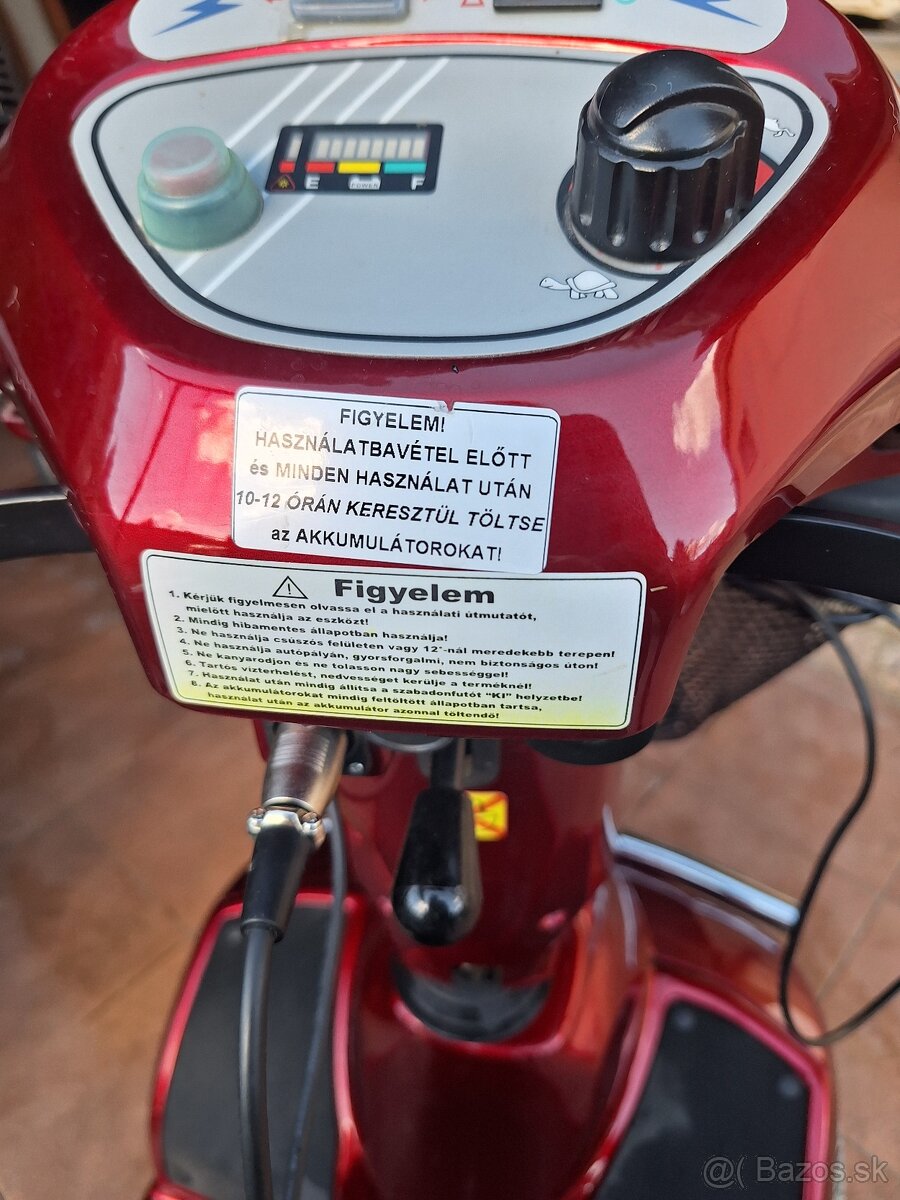 E POWER F
FIGYELEM!
HASZNÁLATBAVÉTEL ELŐTT
és MINDEN HASZNÁLAT UTÁN
10-12 ÓRÁN KERESZTÜL TÖLTSE
az AKKUMULÁTOROKAT!
Figyelem
1. Kérjük figyelmesen olvassa el a használati útmutatót,
mielőtt használja az eszközt!
2. Mindig hibamentes állapotban használja!
3. Ne használja csúszós felületen vagy 12°-nál meredekebb terepen!
4. Ne használja autópályán, gyorsforgalmi, nem biztonságos úton!
5. Ne kanyarodjon és ne tolasson nagy sebességgel!
6. Tartós vízterhelést, nedvességet kerülje a terméknél!
7. Használat után mindig állítsa a szabadonfutót "KI" helyzetbe!
8. Az akkumulátorokat mindig feltöltött állapotban tartsa,
használat után az akkumulátor azonnal töltendő!
@( Bazos.sk